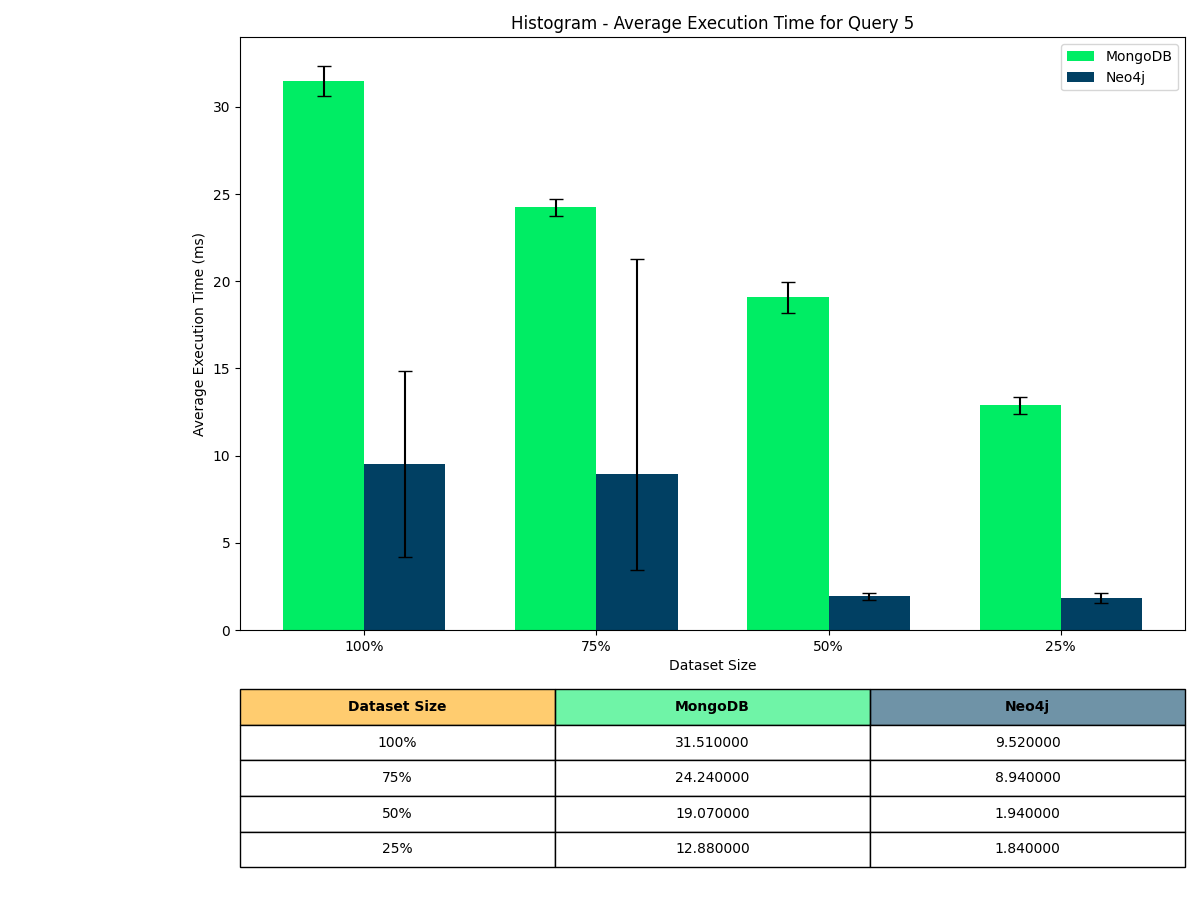 Histogram - Average Execution Time for Query 5
MongoDB
Neo4j
Average Execution Time (ms)
30
25
20
15
10
5
0
100% 75% 50% 25%
Dataset Size
Dataset Size MongoDB Neo4j
100% 31.510000 9.520000
75% 24.240000 8.940000
50% 19.070000 1.940000
25% 12.880000 1.840000